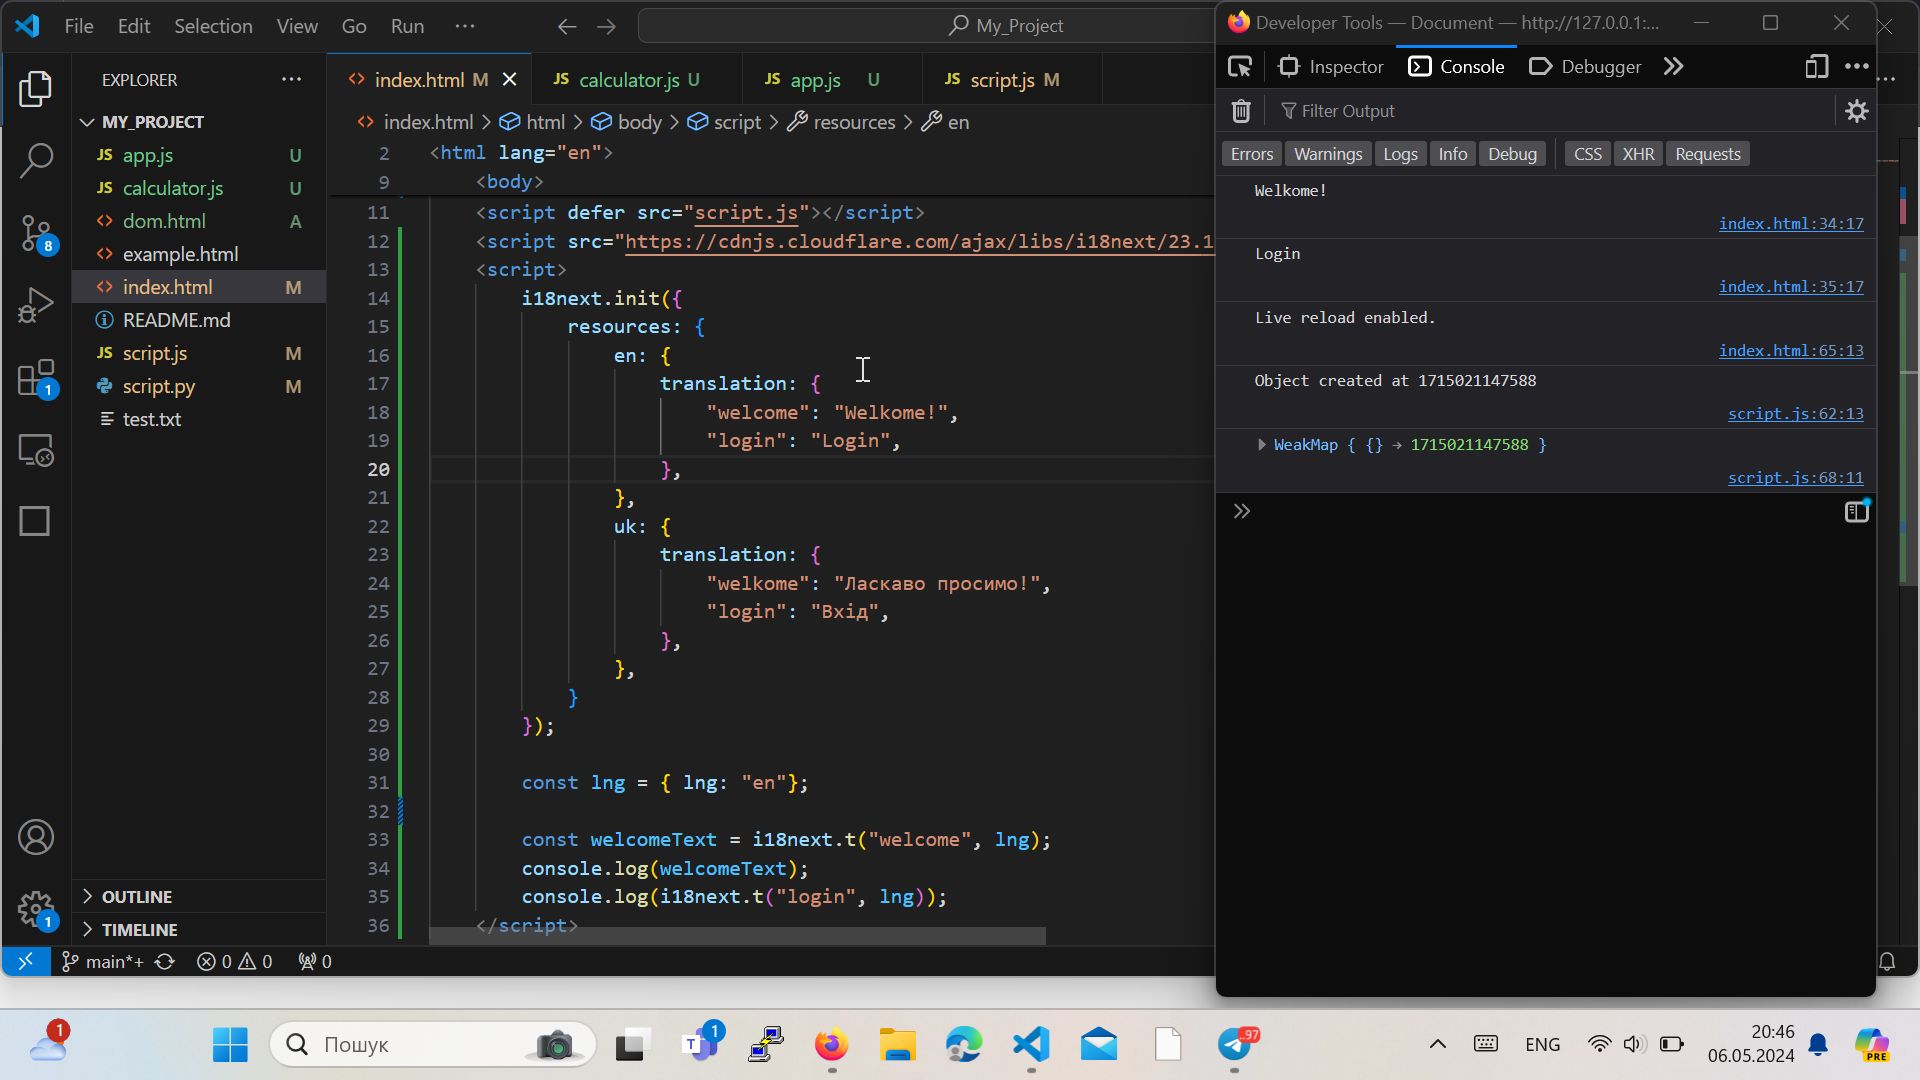 File Edit Selection View Go Run ··· My_Project
EXPLORER ···
MY_PROJECT
JS app.js U
JS calculator.js U
<> dom.html A
<> example.html
<> index.html M
README.md
JS script.js M
script.py M
test.txt
OUTLINE
TIMELINE
8
1
1
<> index.html M JS calculator.js U JS app.js U JS script.js M
<> index.html > html > body > script > resources > en
2 <html lang="en">
9 <body>
11 <script defer src="script.js"></script>
12 <script src="https://cdnjs.cloudflare.com/ajax/libs/i18next/23.1
13 <script>
14 i18next.init({
15 resources: {
16 en: {
17 translation: {
18 "welcome": "Welkome!",
19 "login": "Login",
20 },
21 },
22 uk: {
23 translation: {
24 "welkome": "Ласкаво просимо!",
25 "login": "Вхід",
26 },
27 },
28 }
29 });
30
31 const lng = { lng: "en"};
32
33 const welcomeText = i18next.t("welcome", lng);
34 console.log(welcomeText);
35 console.log(i18next.t("login", lng));
36 </script>
main*+ 0 0 0
Developer Tools — Document — http://127.0.0.1:...
Inspector Console Debugger
Filter Output
Errors Warnings Logs Info Debug CSS XHR Requests
Welkome!
index.html:34:17
Login
index.html:35:17
Live reload enabled.
index.html:65:13
Object created at 1715021147588
script.js:62:13
WeakMap { {} → 1715021147588 }
script.js:68:11
1 Пошук 1 97 ENG 20:46
06.05.2024
PRE